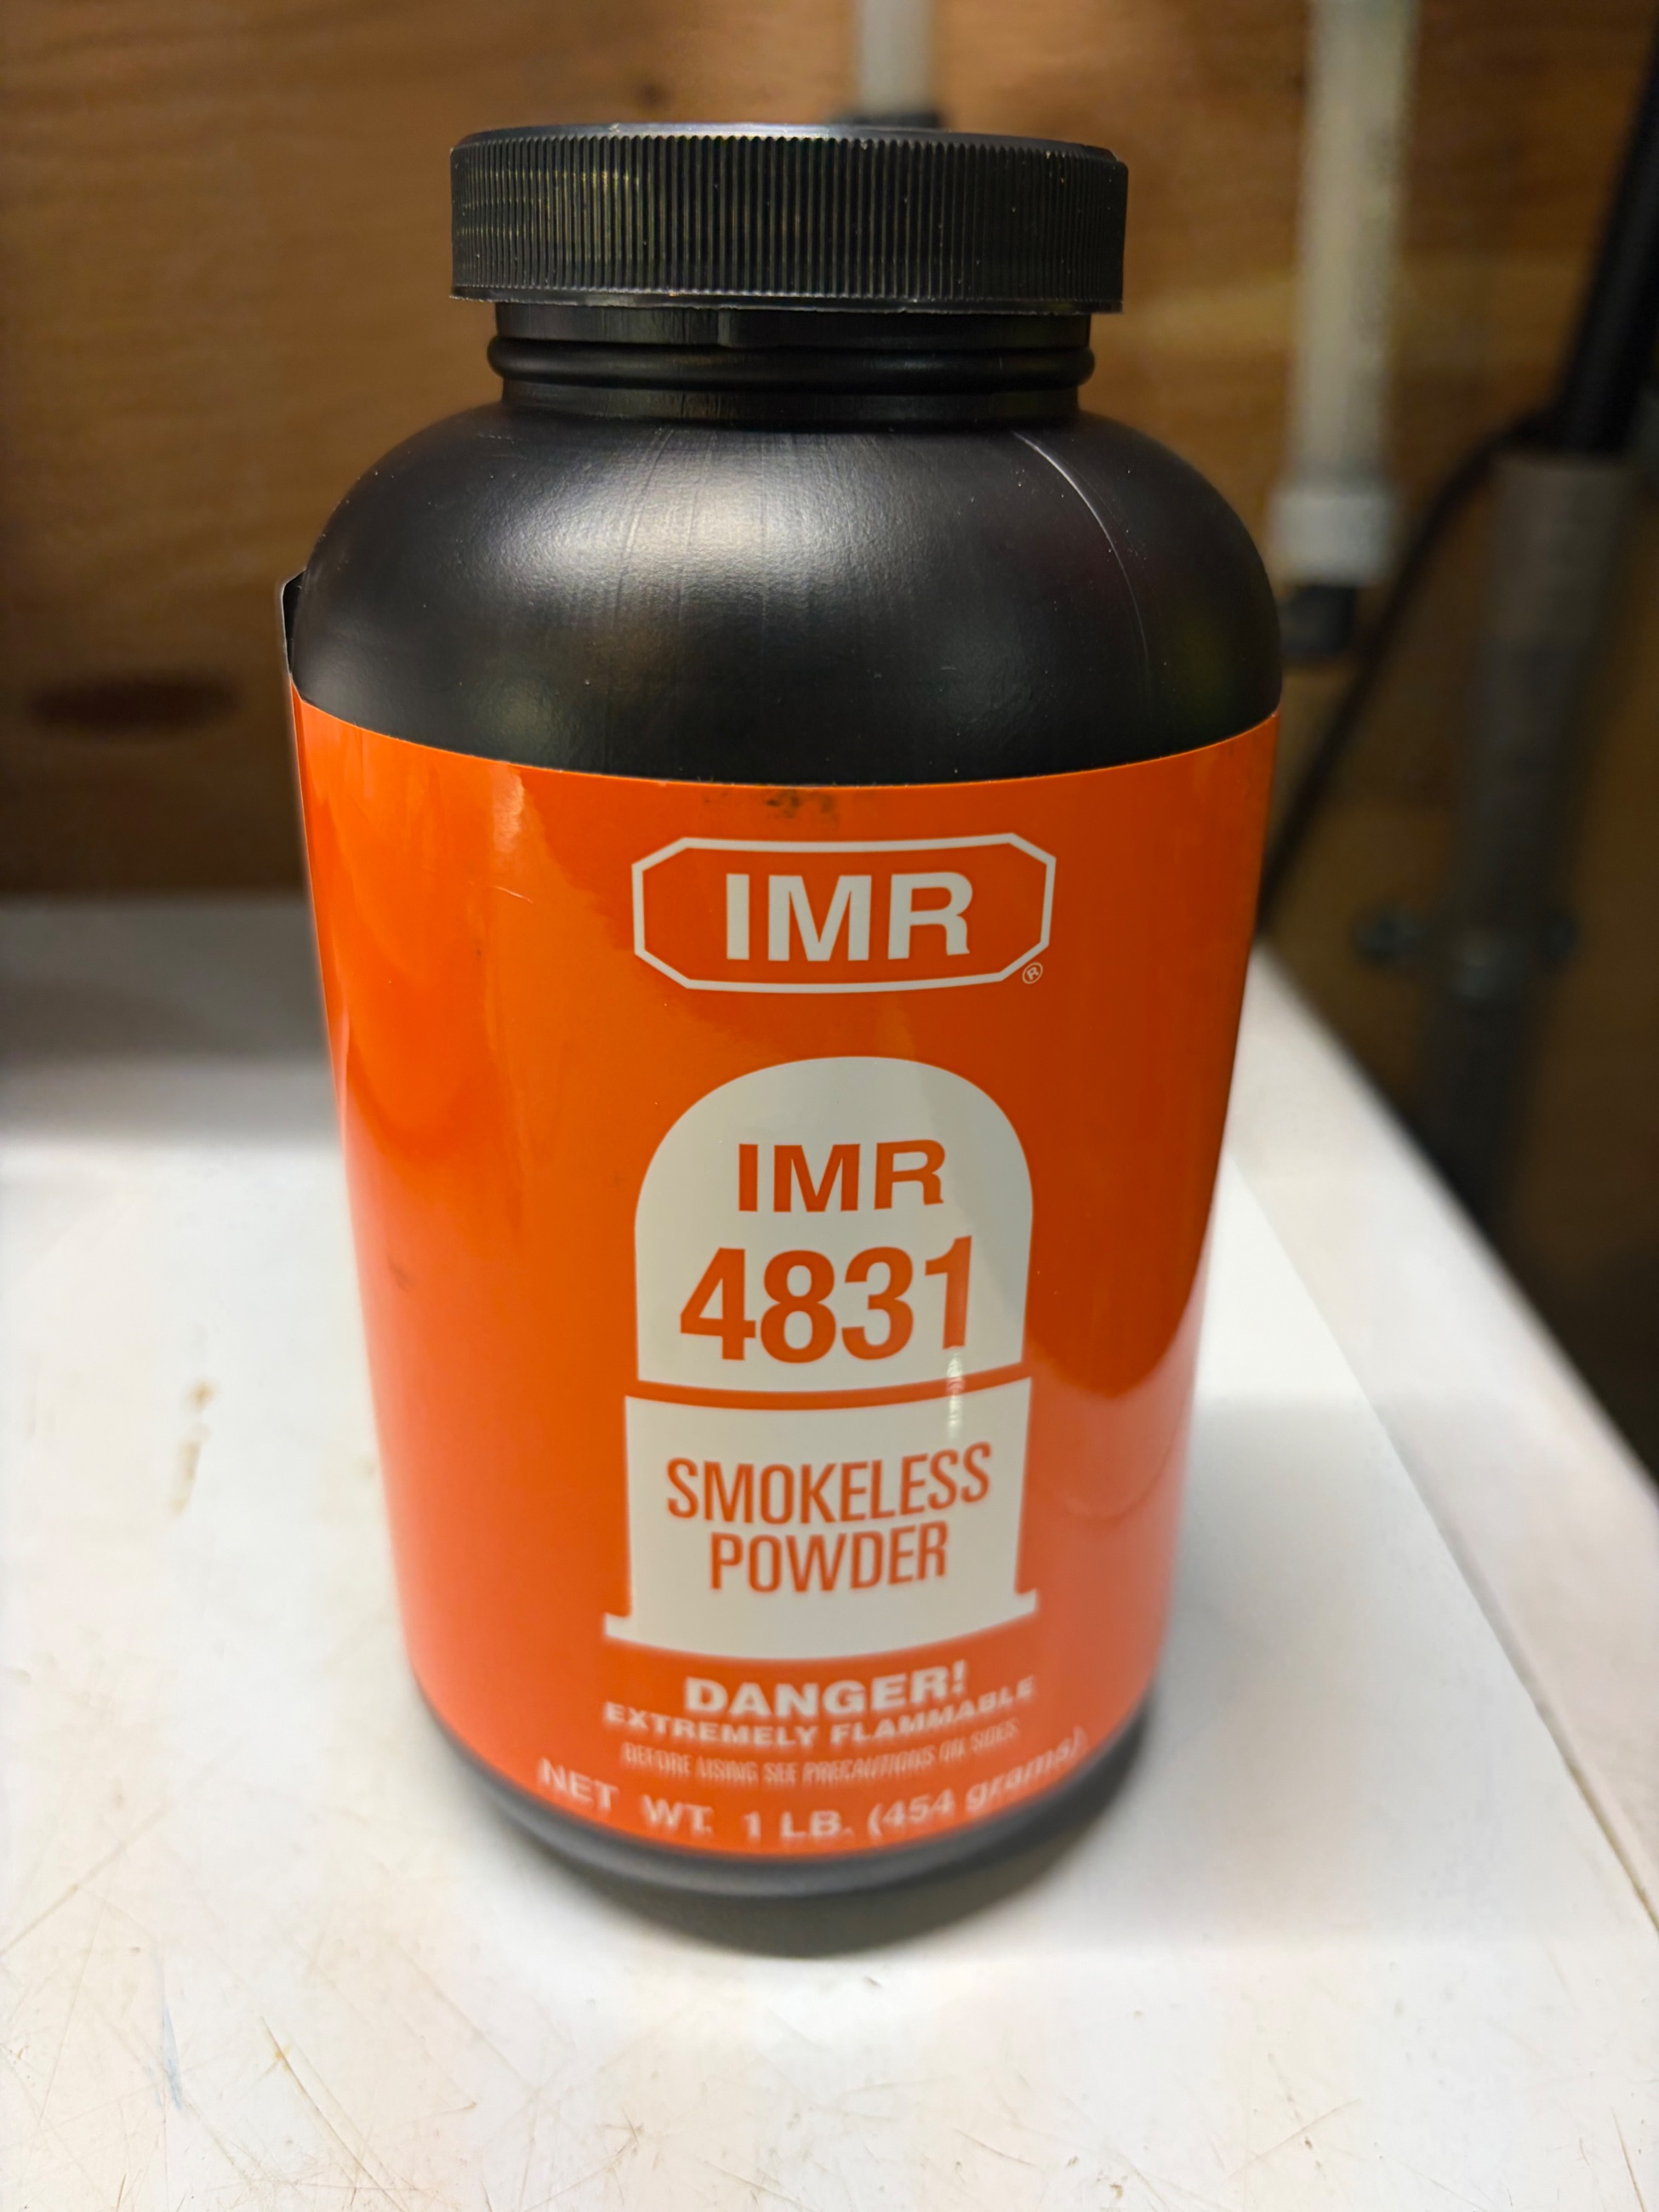 IMR®
IMR
4831
SMOKELESS
POWDER
DANGER!
EXTREMELY FLAMMABLE
BEFORE USING SEE PRECAUTIONS ON SIDES
NET WT. 1 LB. (454 grams)